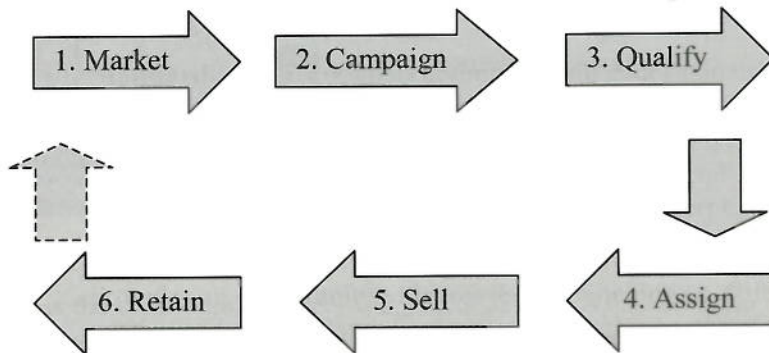 1. Market
2. Campaign
3. Qualify
4. Assign
5. Sell
6. Retain